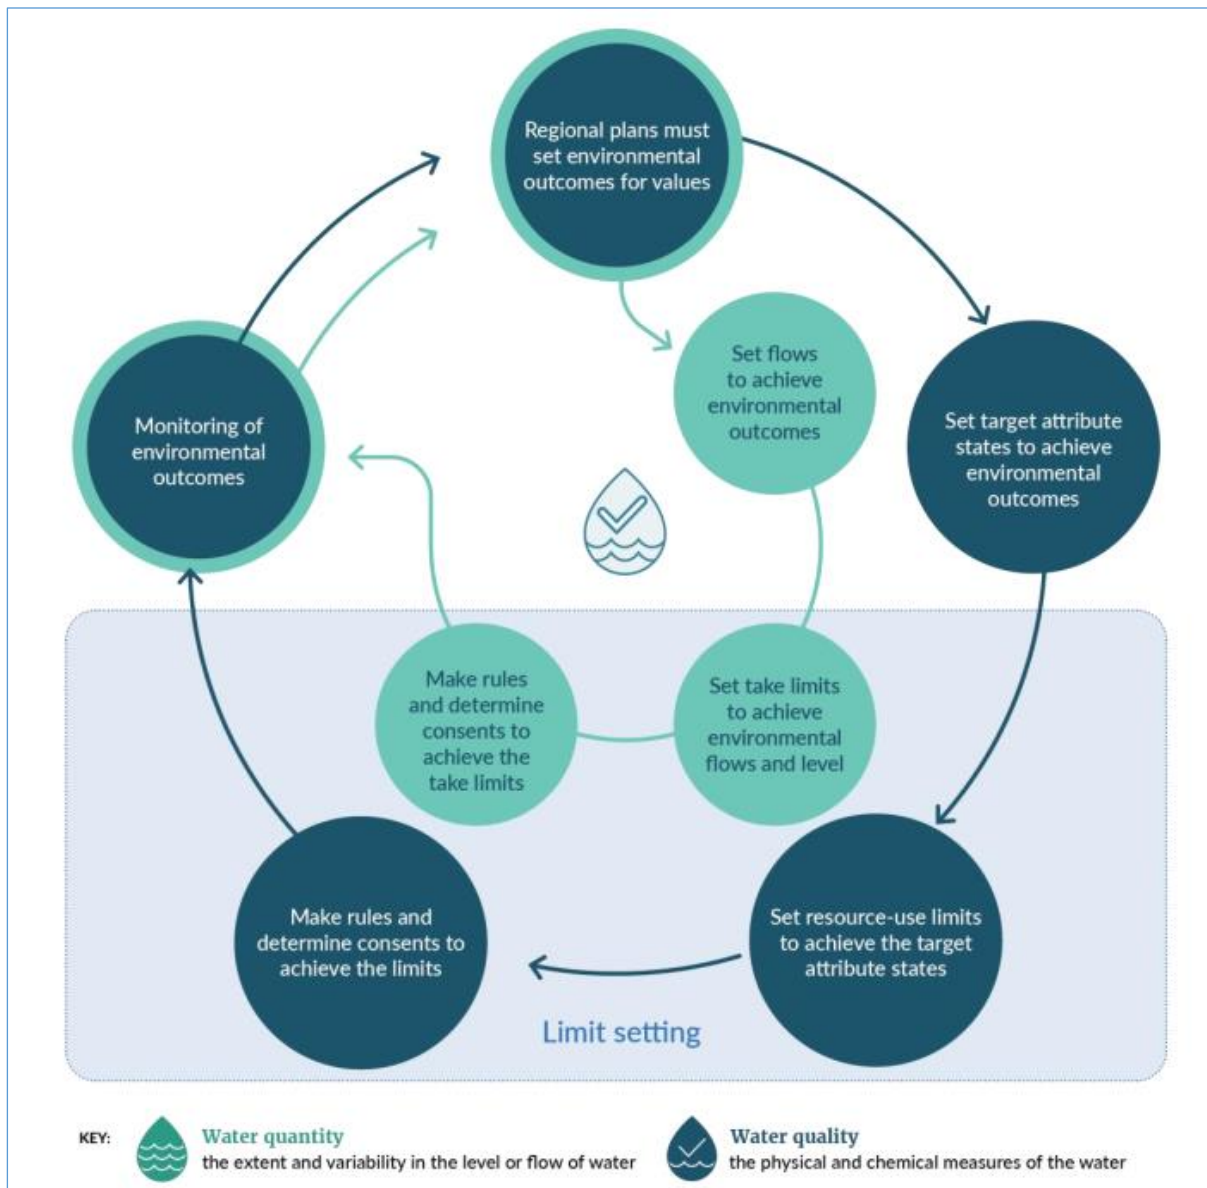 Regional plans must
set environmental
outcomes for values
Set flows
to achieve
environmental
outcomes
Set target attribute
states to achieve
environmental
outcomes
Monitoring of
environmental
outcomes
Make rules
and determine
consents to
achieve the
take limits
Set take limits
to achieve
environmental
flows and level
Make rules and
determine consents to
achieve the limits
Set resource-use limits
to achieve the target
attribute states
Limit setting
KEY:
Water quantity
the extent and variability in the level or flow of water
Water quality
the physical and chemical measures of the water